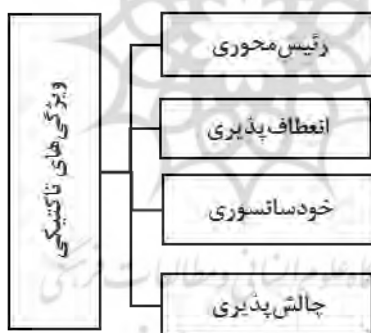 ویژگی‌های تاکتیکی
رئیس‌محوری
انعطاف‌پذیری
خودسانسوری
چالش‌پذیری